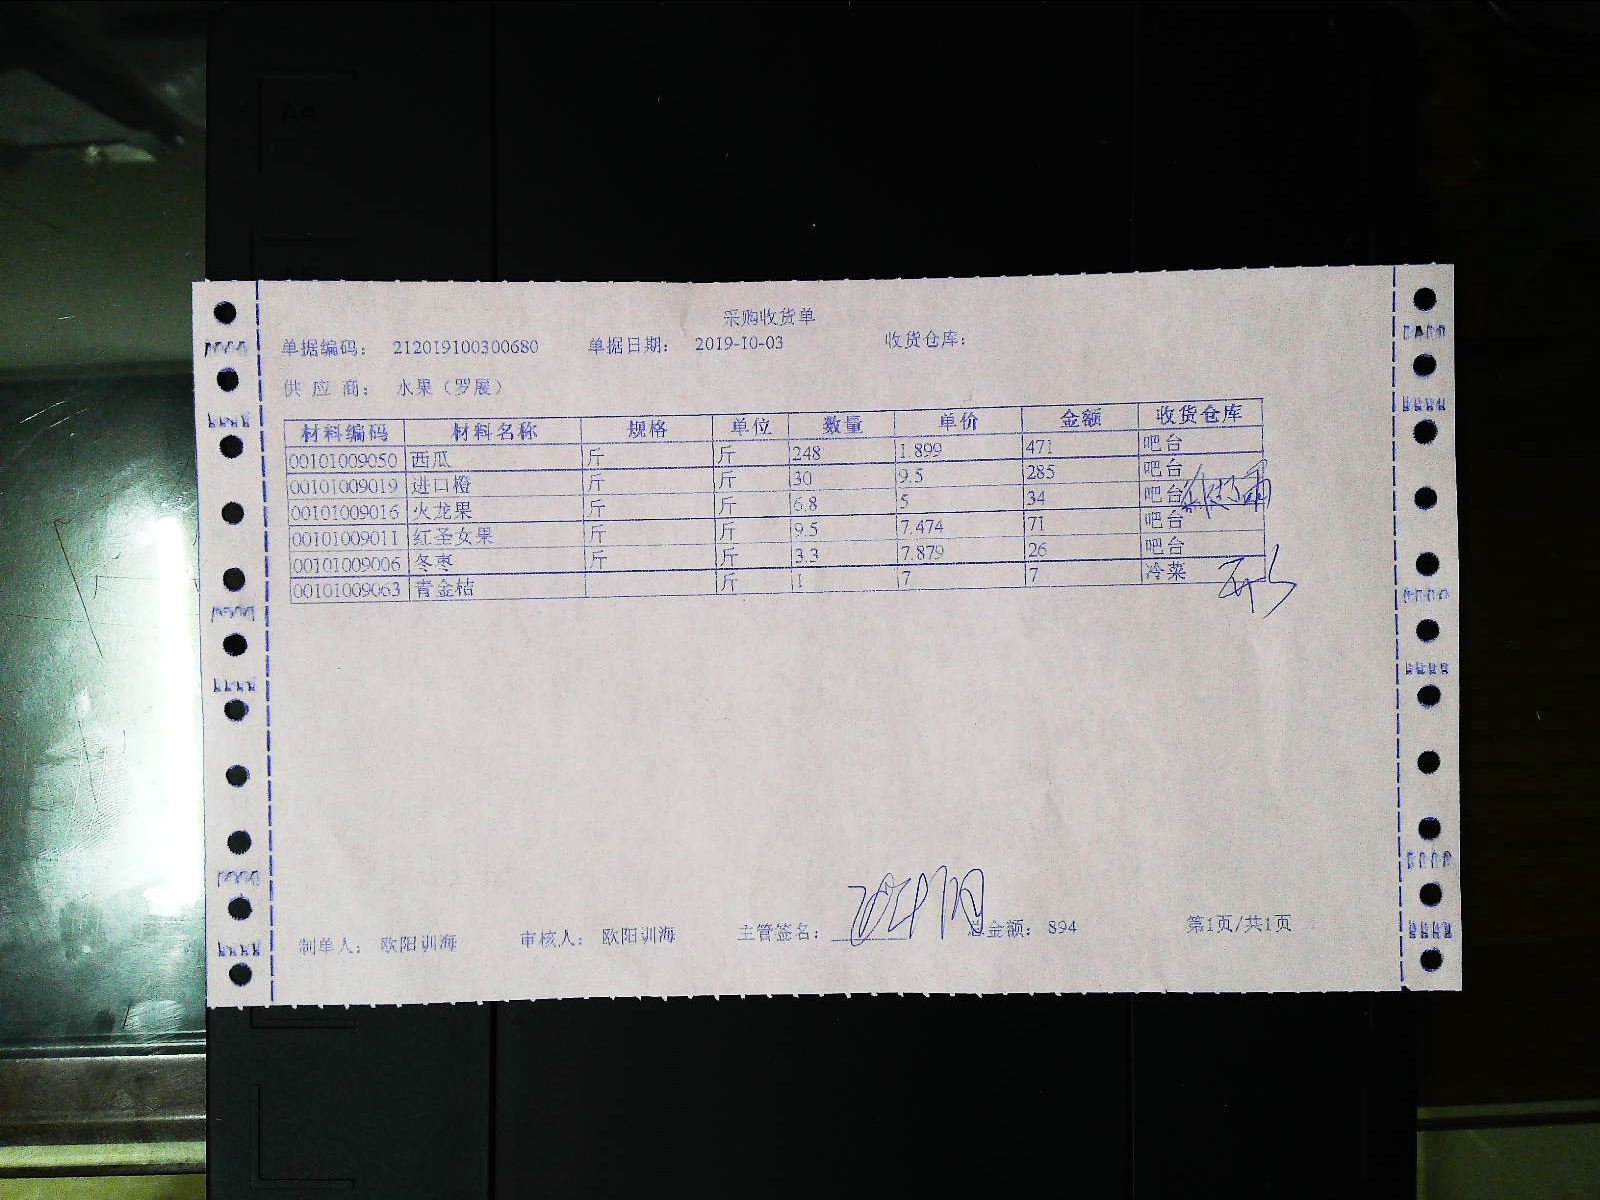 采购收货单
单据编码： 212019100300680 单据日期： 2019-10-03 收货仓库：
供 应 商： 水果（罗展）
材料编码 材料名称 规格 单位 数量 单价 金额 收货仓库
00101009050 西瓜 斤 斤 248 1.899 471 吧台
00101009019 进口橙 斤 斤 30 9.5 285 吧台
00101009016 火龙果 斤 斤 6.8 5 34 吧台
00101009011 红圣女果 斤 斤 9.5 7.474 71 吧台
00101009006 冬枣 斤 斤 3.3 7.879 26 吧台
00101009063 青金桔 斤 1 7 7 冷菜
制单人： 欧阳训海 审核人： 欧阳训海 主管签名： 总金额： 894 第1页/共1页